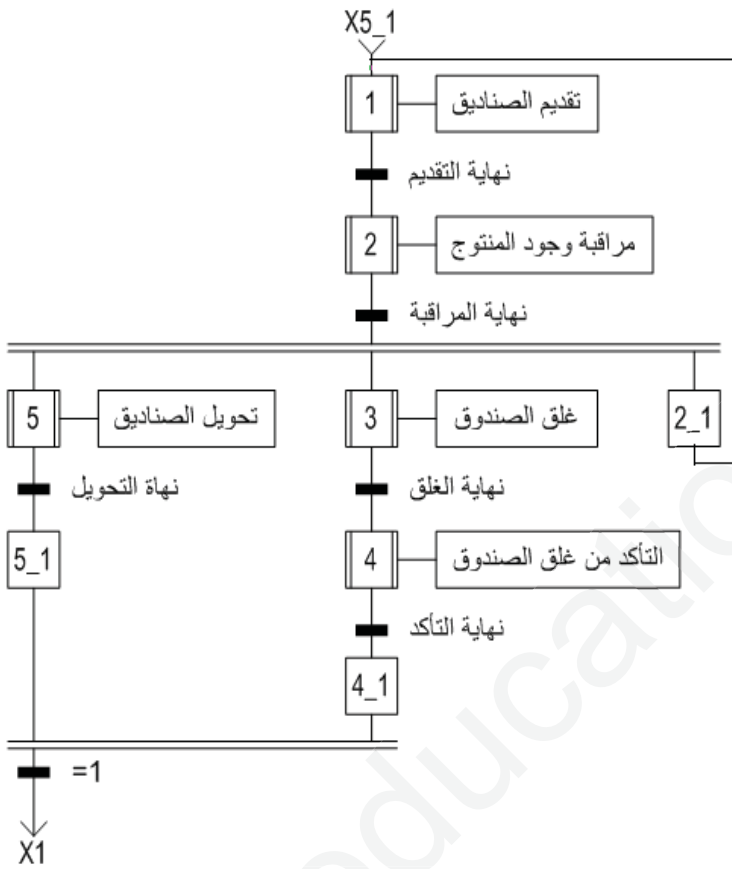 X5_1
1 تقديم الصناديق
نهاية التقديم
2 مراقبة وجود المنتوج
نهاية المراقبة
5 تحويل الصناديق
3 غلق الصندوق
2_1
نهاة التحويل
نهاية الغلق
5_1
4 التأكد من غلق الصندوق
نهاية التأكد
4_1
=1
X1
education